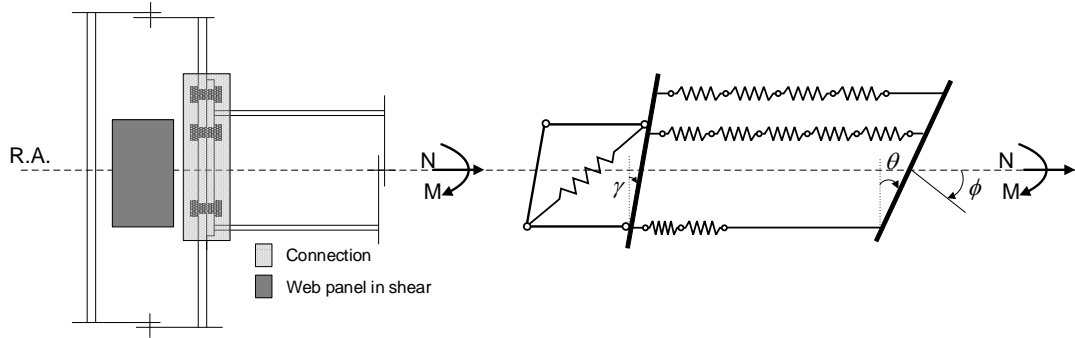 R.A.
N
M
Connection
Web panel in shear
γ
θ
N
M
ϕ